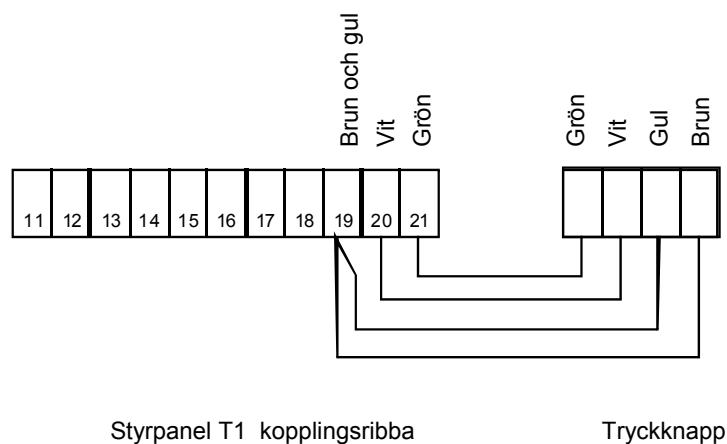 Brun och gul
Vit
Grön
Grön
Vit
Gul
Brun
11 12 13 14 15 16 17 18 19 20 21
Styrpanel T1 kopplingsribba
Tryckknapp